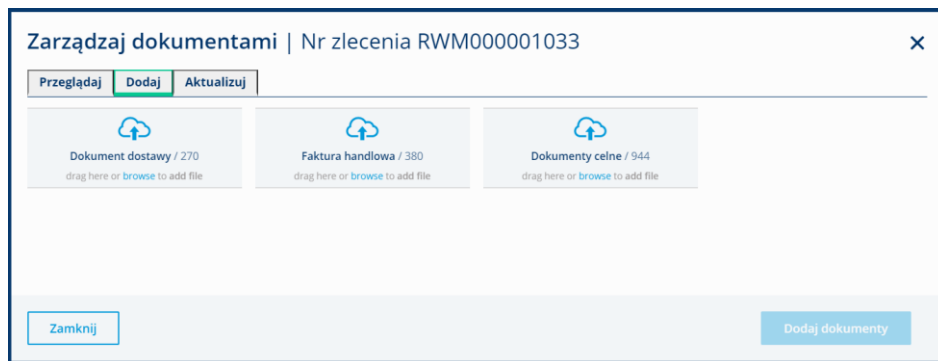 Zarządzaj dokumentami | Nr zlecenia RWM000001033
Przeglądaj Dodaj Aktualizuj
Dokument dostawy / 270 Faktura handlowa / 380 Dokumenty celne / 944
drag here or browse to add file drag here or browse to add file drag here or browse to add file
Zamknij Dodaj dokumenty